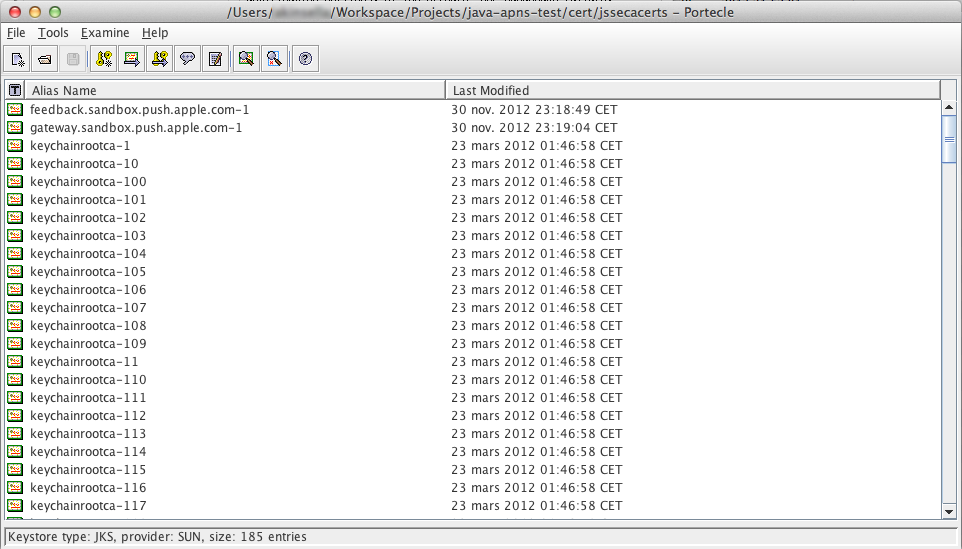 /Users/ /Workspace/Projects/java-apns-test/cert/jssecacerts - Portecle
File Tools Examine Help
T Alias Name Last Modified
feedback.sandbox.push.apple.com-1 30 nov. 2012 23:18:49 CET
gateway.sandbox.push.apple.com-1 30 nov. 2012 23:19:04 CET
keychainrootca-1 23 mars 2012 01:46:58 CET
keychainrootca-10 23 mars 2012 01:46:58 CET
keychainrootca-100 23 mars 2012 01:46:58 CET
keychainrootca-101 23 mars 2012 01:46:58 CET
keychainrootca-102 23 mars 2012 01:46:58 CET
keychainrootca-103 23 mars 2012 01:46:58 CET
keychainrootca-104 23 mars 2012 01:46:58 CET
keychainrootca-105 23 mars 2012 01:46:58 CET
keychainrootca-106 23 mars 2012 01:46:58 CET
keychainrootca-107 23 mars 2012 01:46:58 CET
keychainrootca-108 23 mars 2012 01:46:58 CET
keychainrootca-109 23 mars 2012 01:46:58 CET
keychainrootca-11 23 mars 2012 01:46:58 CET
keychainrootca-110 23 mars 2012 01:46:58 CET
keychainrootca-111 23 mars 2012 01:46:58 CET
keychainrootca-112 23 mars 2012 01:46:58 CET
keychainrootca-113 23 mars 2012 01:46:58 CET
keychainrootca-114 23 mars 2012 01:46:58 CET
keychainrootca-115 23 mars 2012 01:46:58 CET
keychainrootca-116 23 mars 2012 01:46:58 CET
keychainrootca-117 23 mars 2012 01:46:58 CET
Keystore type: JKS, provider: SUN, size: 185 entries